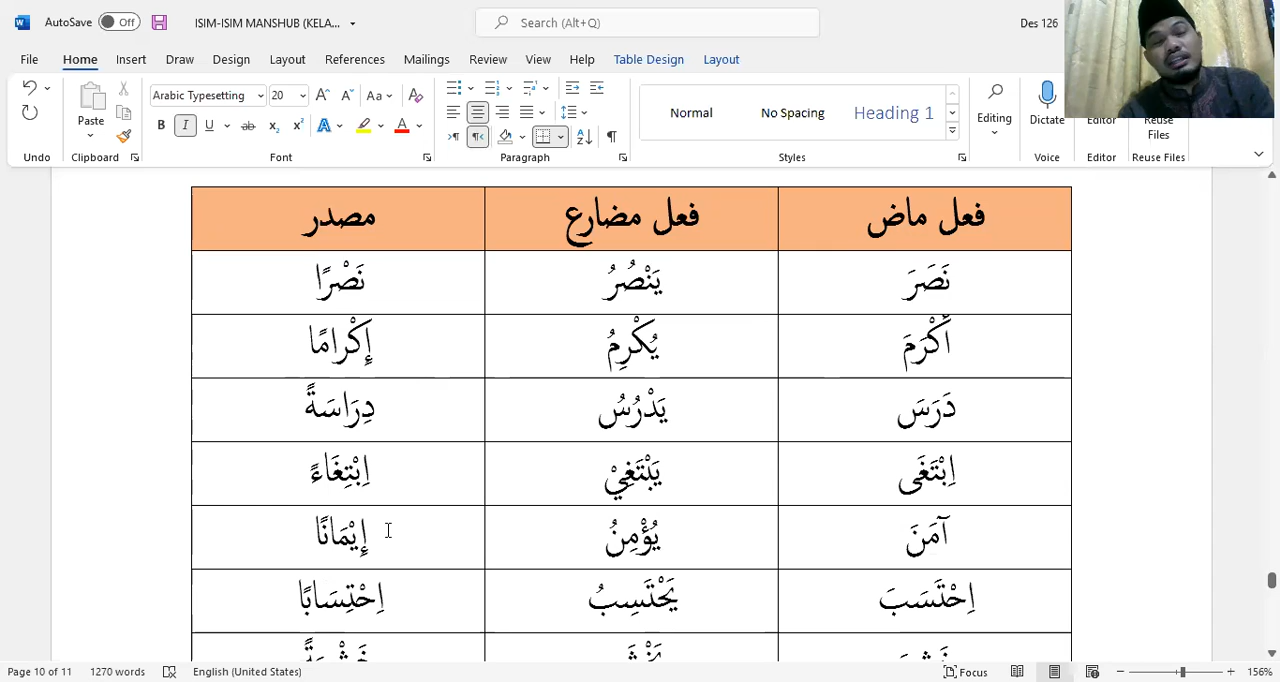 AutoSave Off ISIM-ISIM MANSHUB (KELA... Search (Alt+Q) Des 126
File Home Insert Draw Design Layout References Mailings Review View Help Table Design Layout
Arabic Typesetting 20 Aa
Paste
Normal No Spacing Heading 1
Editing Dictate Editor Reuse
Files
Undo Clipboard Font Paragraph Styles Voice Editor Reuse Files
فعل ماض فعل مضارع مصدر
نَصَرَ يَنْصُرُ نَصْرًا
أَكْرَمَ يُكْرِمُ إِكْرامًا
دَرَسَ يَدْرُسُ دِرَاسَةً
اِبْتَغَى يَبْتَغِيْ اِبْتِغَاءً
آمَنَ يُؤْمِنُ إِيْمَانًا
اِحْتَسَبَ يَحْتَسِبُ اِحْتِسَابًا
Page 10 of 11 1270 words English (United States) Focus 156%